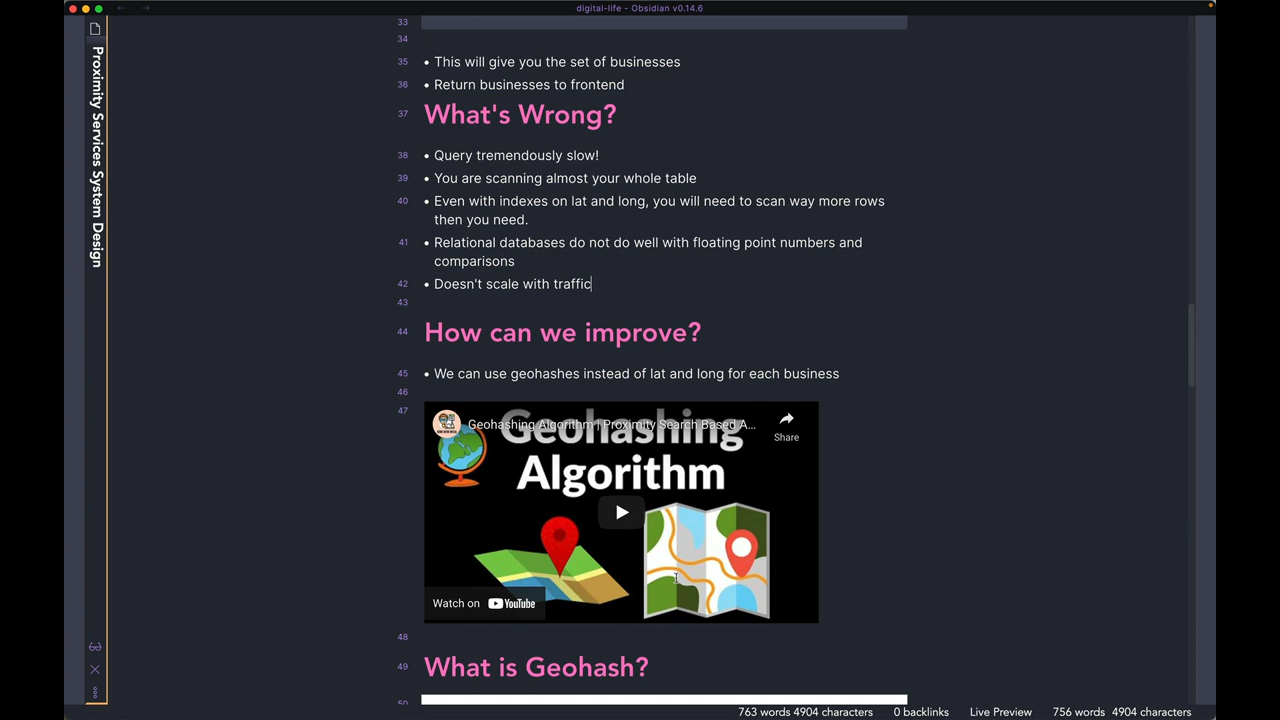 digital-life - Obsidian v0.14.6
Proximity Services System Design
33
34
35 • This will give you the set of businesses
36 • Return businesses to frontend
37 What's Wrong?
38 • Query tremendously slow!
39 • You are scanning almost your whole table
40 • Even with indexes on lat and long, you will need to scan way more rows
then you need.
41 • Relational databases do not do well with floating point numbers and
comparisons
42 • Doesn't scale with traffic
43
44 How can we improve?
45 • We can use geohashes instead of lat and long for each business
46
47
Geohashing Algorithm | Proximity Search Based A...
Share
Geohashing
Algorithm
Watch on YouTube
48
49 What is Geohash?
50
763 words 4904 characters 0 backlinks Live Preview 756 words 4904 characters